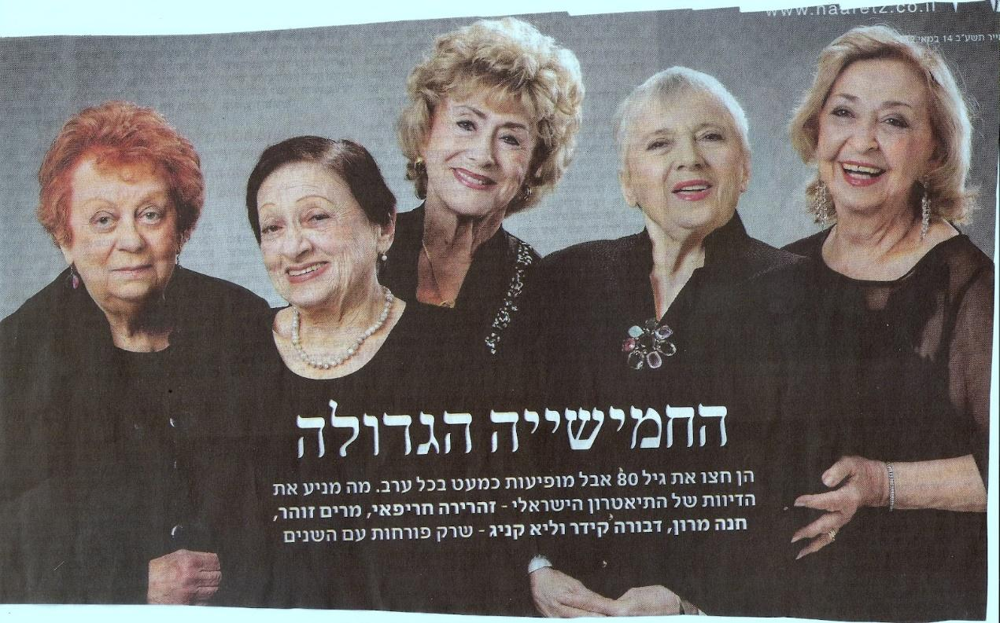 www.haaretz.co.il
תשע"ב 14 במאי
החמישייה הגדולה
הן חצו את גיל 80 אבל מופיעות כמעט בכל ערב. מה מניע את
הדיוות של התיאטרון הישראלי - זהרירה חריפאי, מרים זוהר,
חנה מרון, דבורה קידר וליא קניג - שרק פורחות עם השנים